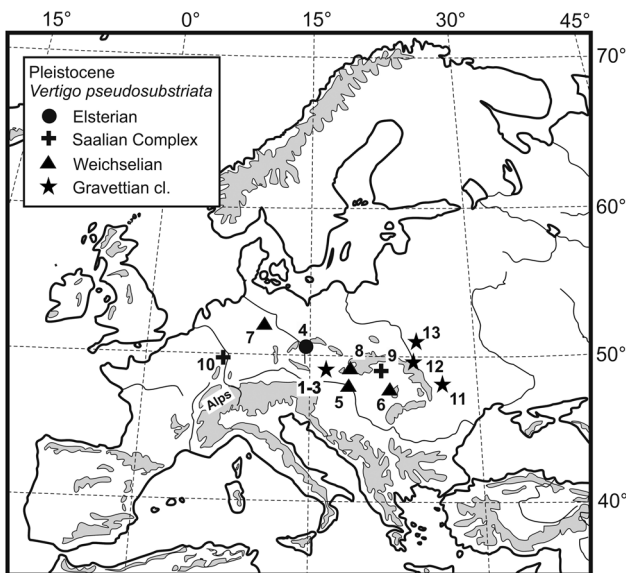 15° 0° 15° 30° 45°
70°
Pleistocene
Vertigo pseudosubstriata
Elsterian
Saalian Complex
Weichselian
Gravettian cl.
60°
13
7 4
8 9 12
50°
10
1-3 11
5 6
Alps
40°